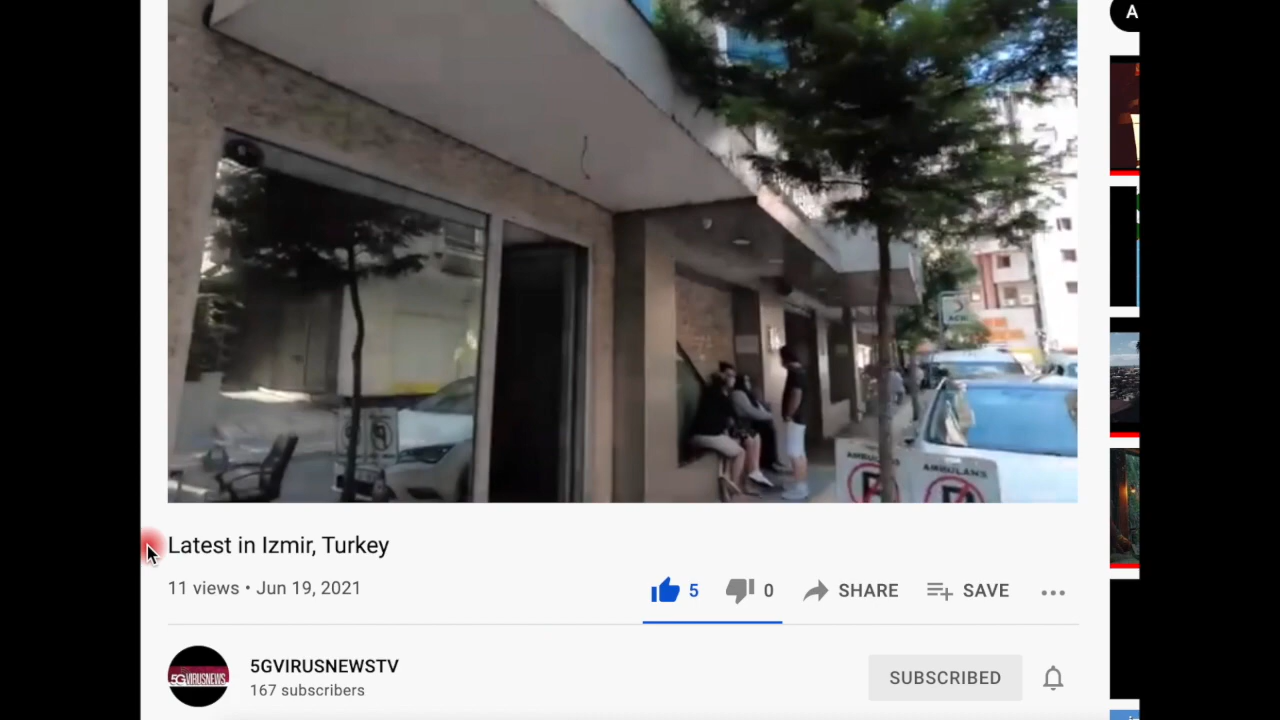 A
AMBULANS
AMBULANS
Latest in Izmir, Turkey
11 views • Jun 19, 2021
5
0
SHARE
SAVE
5GVIRUSNEWS
5GVIRUSNEWSTV
167 subscribers
SUBSCRIBED